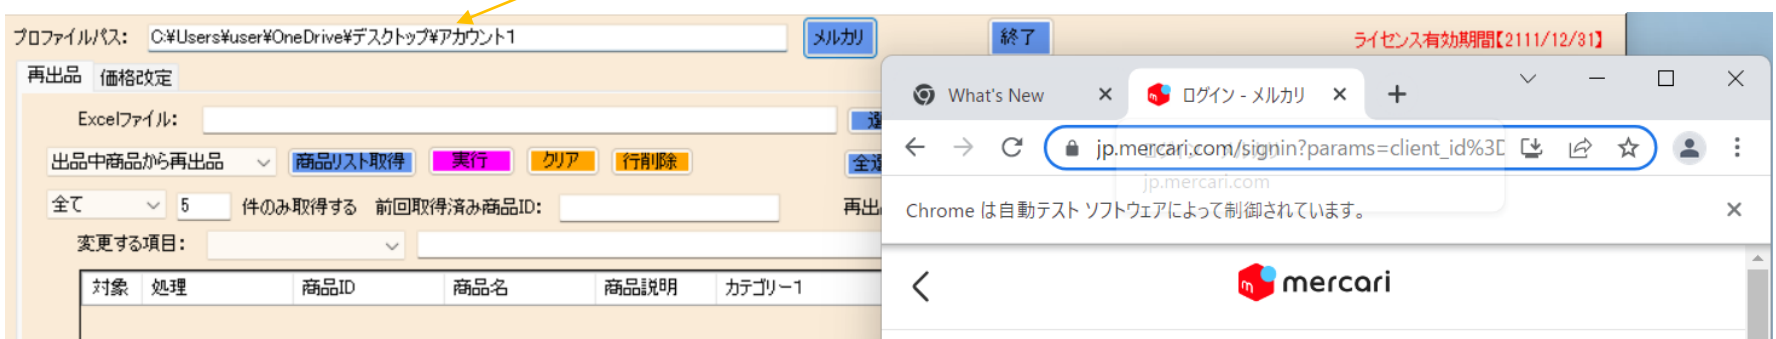 プロファイルパス: C:¥Users¥user¥OneDrive¥デスクトップ¥アカウント1 メルカリ 終了 ライセンス有効期間【2111/12/31】
再出品 価格改定
Excelファイル:
出品中商品から再出品 商品リスト取得 実行 クリア 行削除
全て 5 件のみ取得する 前回取得済み商品ID: 再出
変更する項目:
対象 処理 商品ID 商品名 商品説明 カテゴリー1
What's New ログイン - メルカリ
jp.mercari.com/signin?params=client_id%3D
jp.mercari.com
Chrome は自動テスト ソフトウェアによって制御されています。
mercari